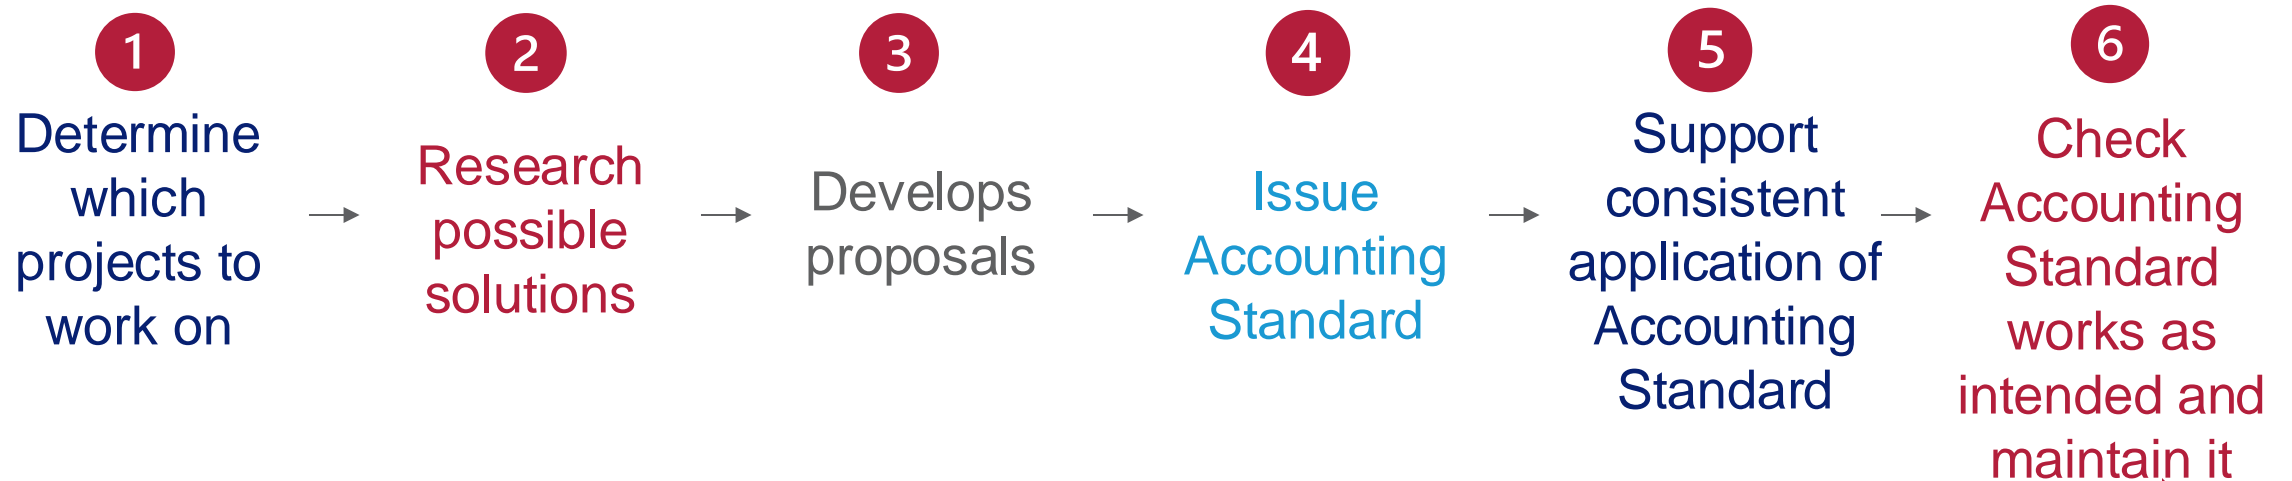 1
Determine
which
projects to
work on
2
Research
possible
solutions
3
Develops
proposals
4
Issue
Accounting
Standard
5
Support
consistent
application of
Accounting
Standard
6
Check
Accounting
Standard
works as
intended and
maintain it